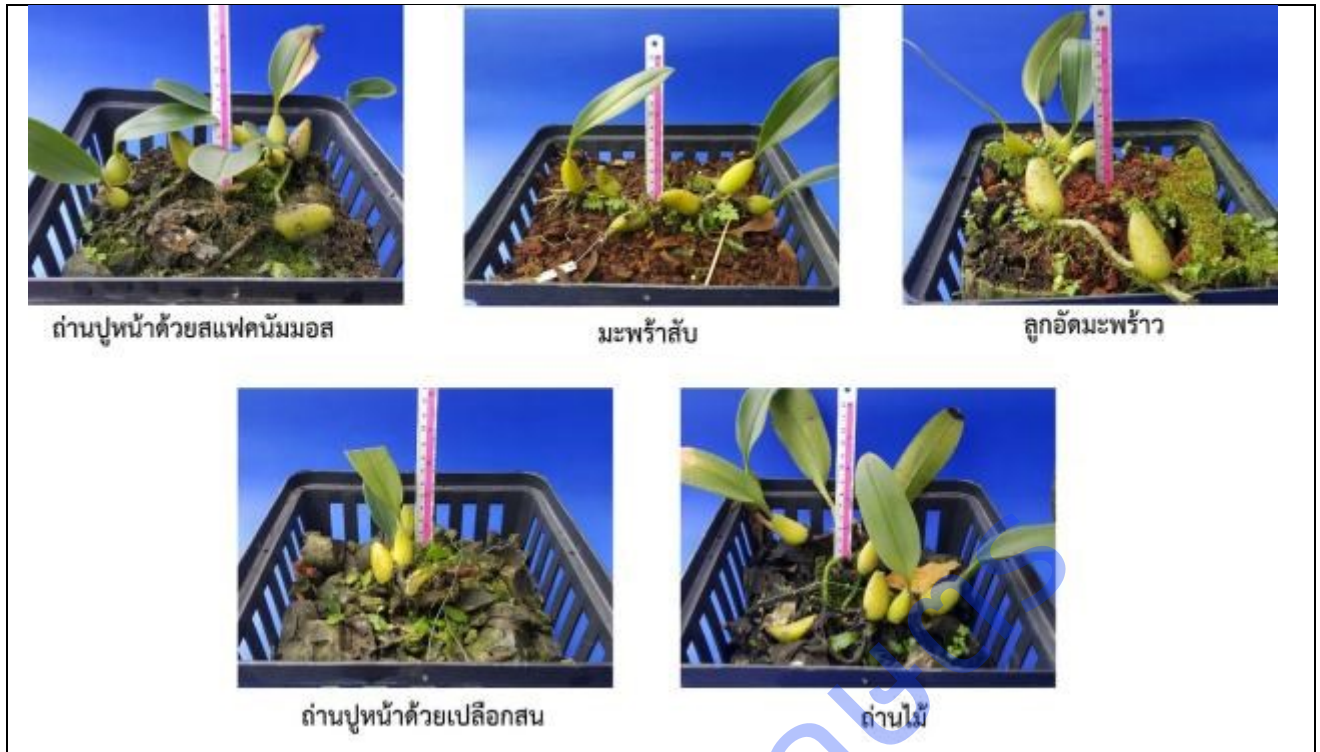 ถ่านปูหน้าด้วยสแฟคนัมมอส
มะพร้าสับ
ลูกอัดมะพร้าว
ถ่านปูหน้าด้วยเปลือกสน
ถ่านไม้